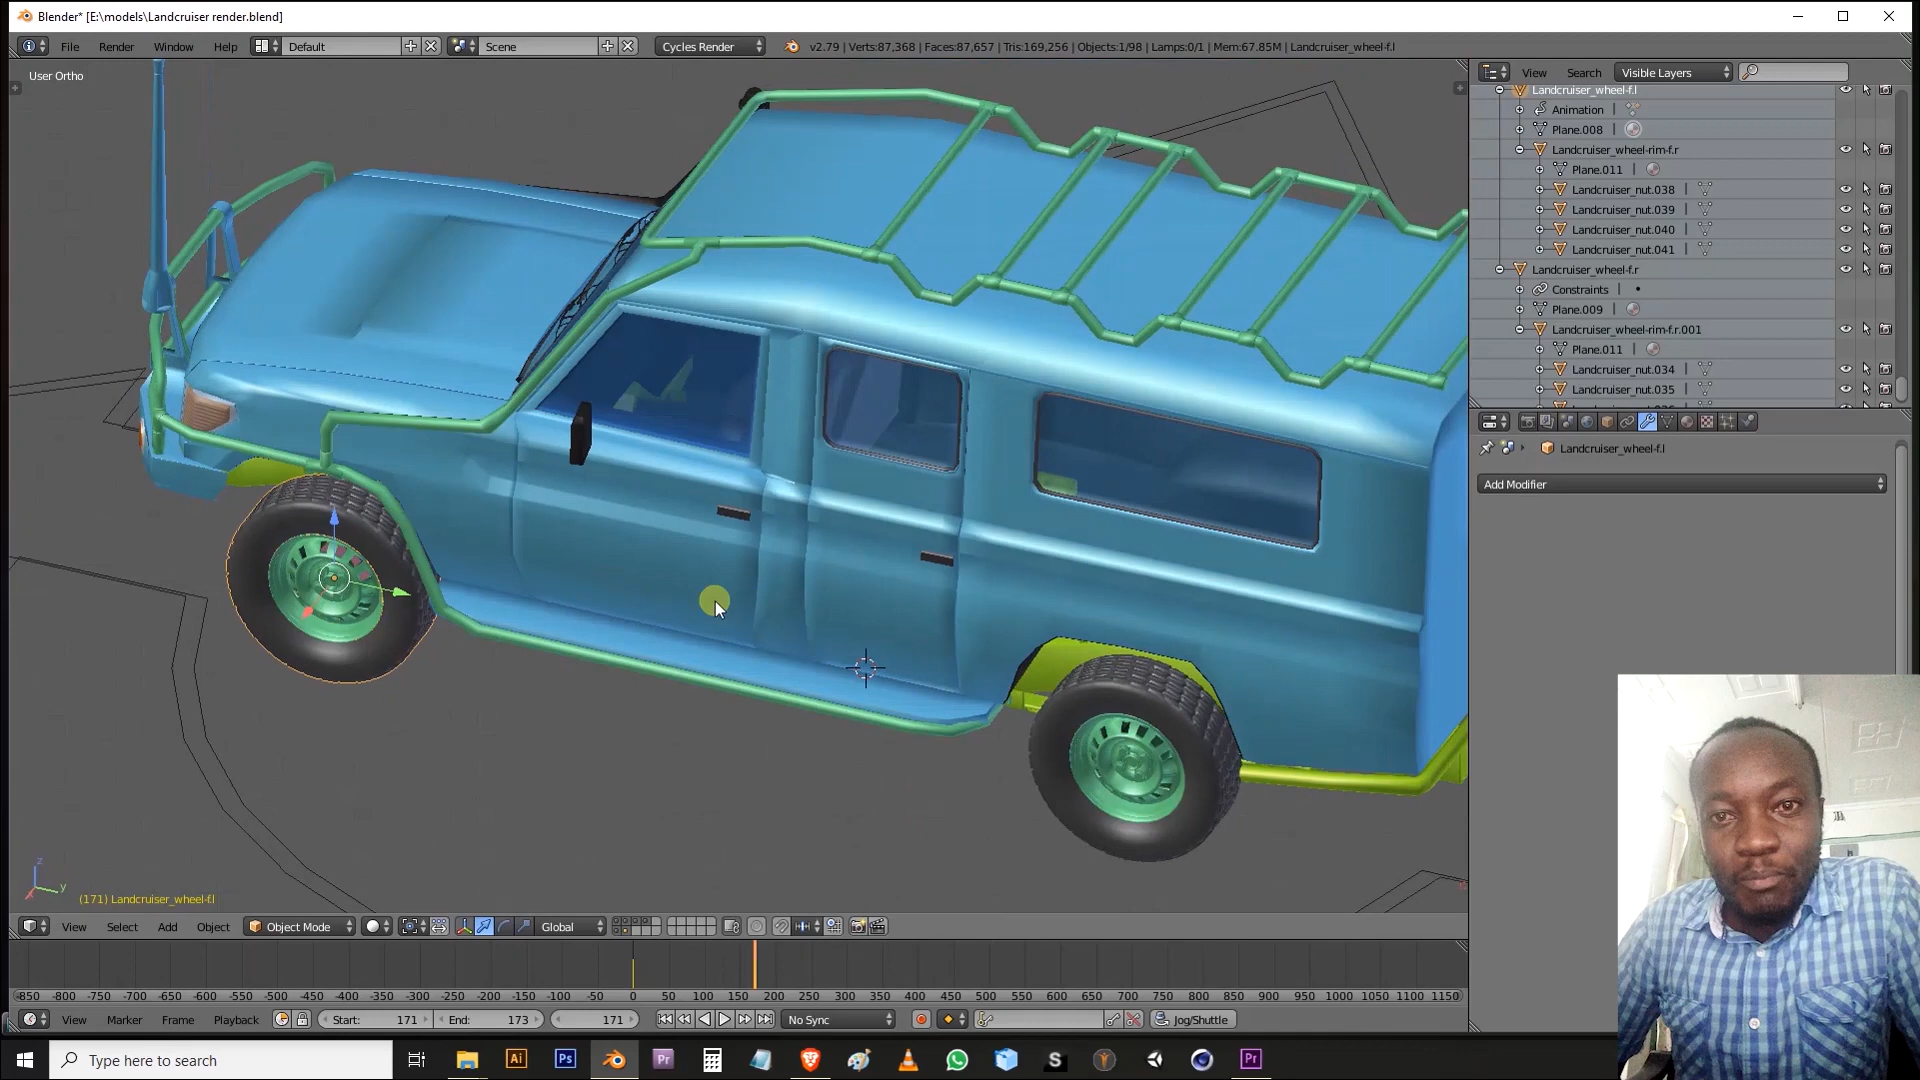 Blender* [E:\models\Landcruiser render.blend]
File Render Window Help Default Scene Cycles Render v2.79 | Verts:87,368 | Faces:87,657 | Tris:169,256 | Objects:1/98 | Lamps:0/1 | Mem:67.85M | Landcruiser_wheel-f.l
User Ortho
View Search Visible Layers
Landcruiser_wheel-f.l
Animation
Plane.008
Landcruiser_wheel-rim-f.r
Plane.011
Landcruiser_nut.038
Landcruiser_nut.039
Landcruiser_nut.040
Landcruiser_nut.041
Landcruiser_wheel-f.r
Constraints
Plane.009
Landcruiser_wheel-rim-f.r.001
Plane.011
Landcruiser_nut.034
Landcruiser_nut.035
Landcruiser_wheel-f.l
Add Modifier
z
y
(171) Landcruiser_wheel-f.l
View Select Add Object Object Mode Global
-850 -800 -750 -700 -650 -600 -550 -500 -450 -400 -350 -300 -250 -200 -150 -100 -50 0 50 100 150 200 250 300 350 400 450 500 550 600 650 700 750 800 850 900 950 1000 1050 1100 1150
View Marker Frame Playback Start: 171 End: 173 171 No Sync Jog/Shuttle
Type here to search Ai Ps Pr S Pr